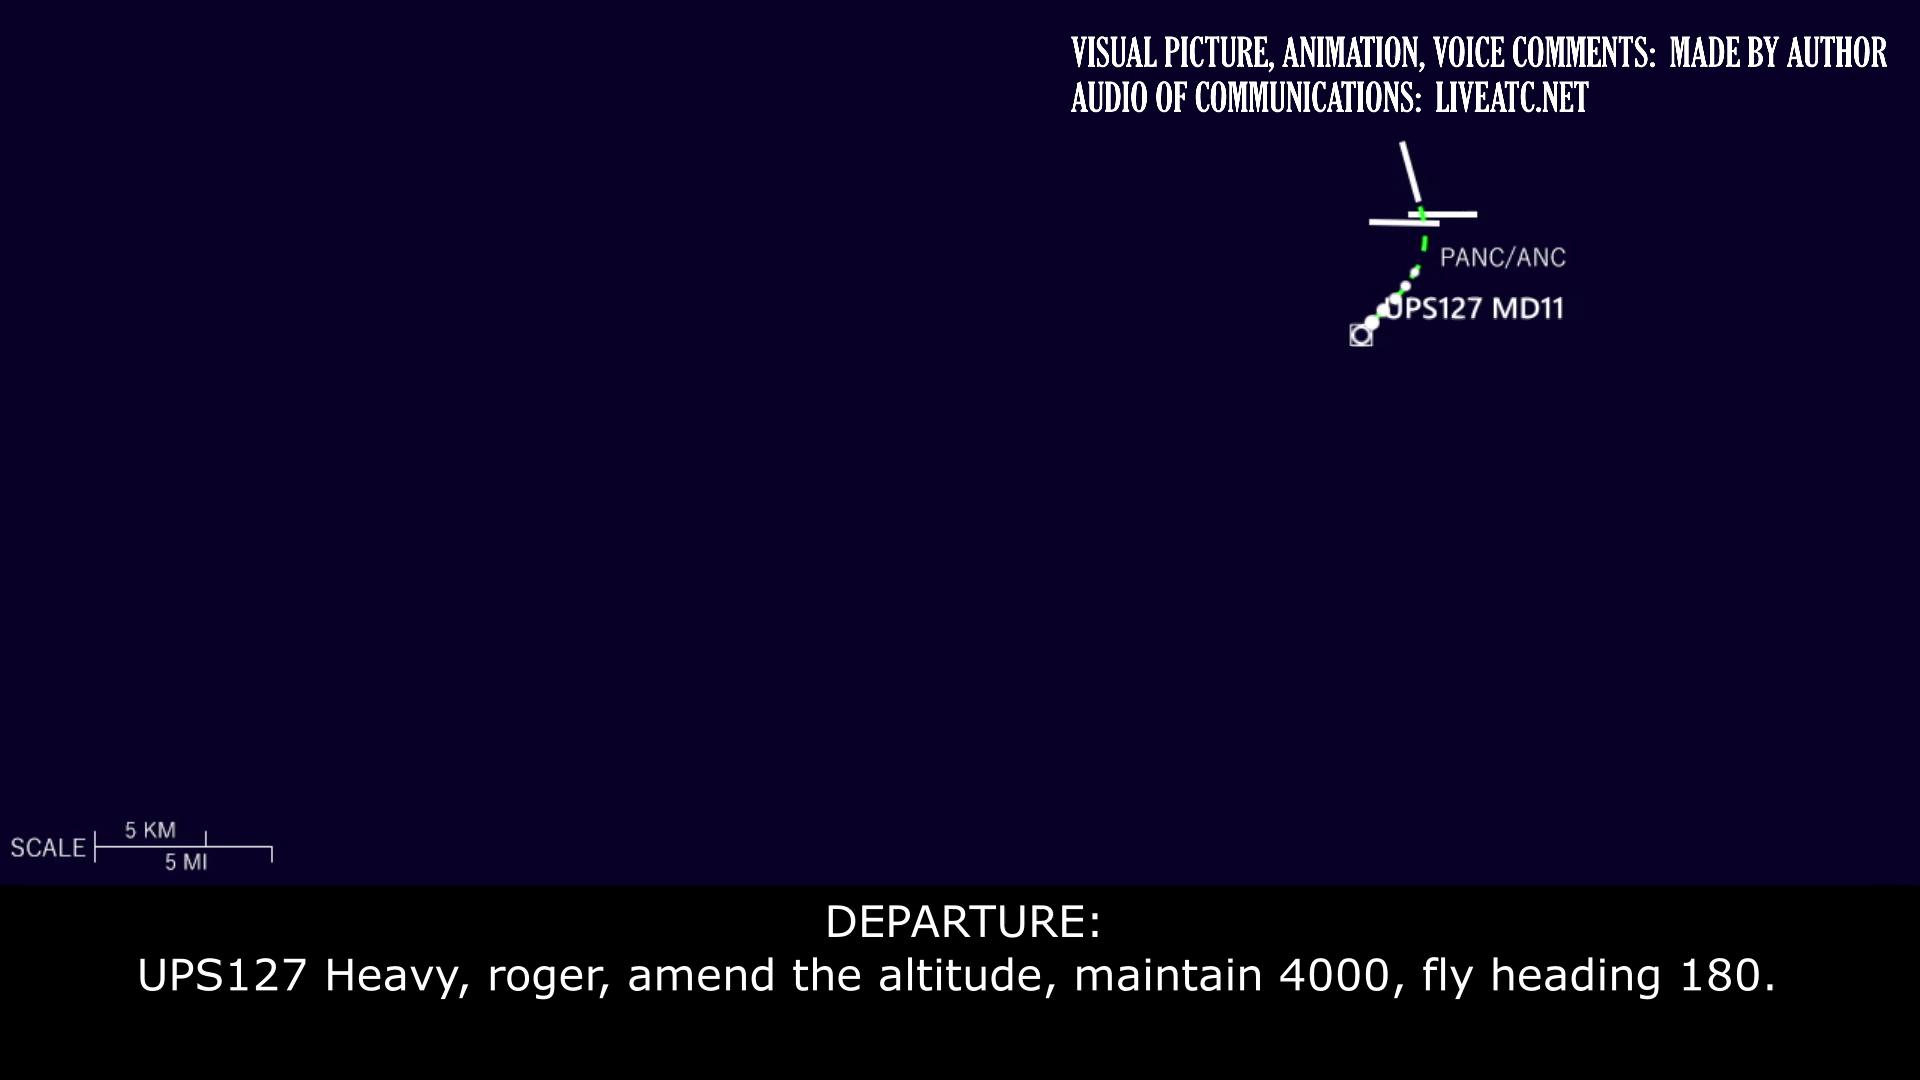 VISUAL PICTURE, ANIMATION, VOICE COMMENTS: MADE BY AUTHOR
AUDIO OF COMMUNICATIONS: LIVEATC.NET
PANC/ANC
UPS127 MD11
5 KM
SCALE
5 MI
DEPARTURE:
UPS127 Heavy, roger, amend the altitude, maintain 4000, fly heading 180.